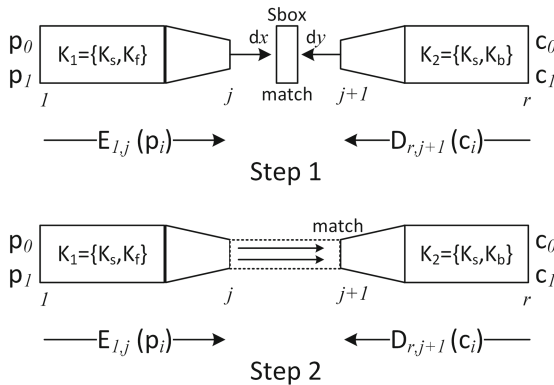 Sbox
p0 K1={Ks,Kf} dx dy K2={Ks,Kb} c0
p1 match c1
1 j j+1 r
E1,j (pi) Dr,j+1 (ci)
Step 1
match
p0 K1={Ks,Kf} K2={Ks,Kb} c0
p1 c1
1 j j+1 r
E1,j (pi) Dr,j+1 (ci)
Step 2